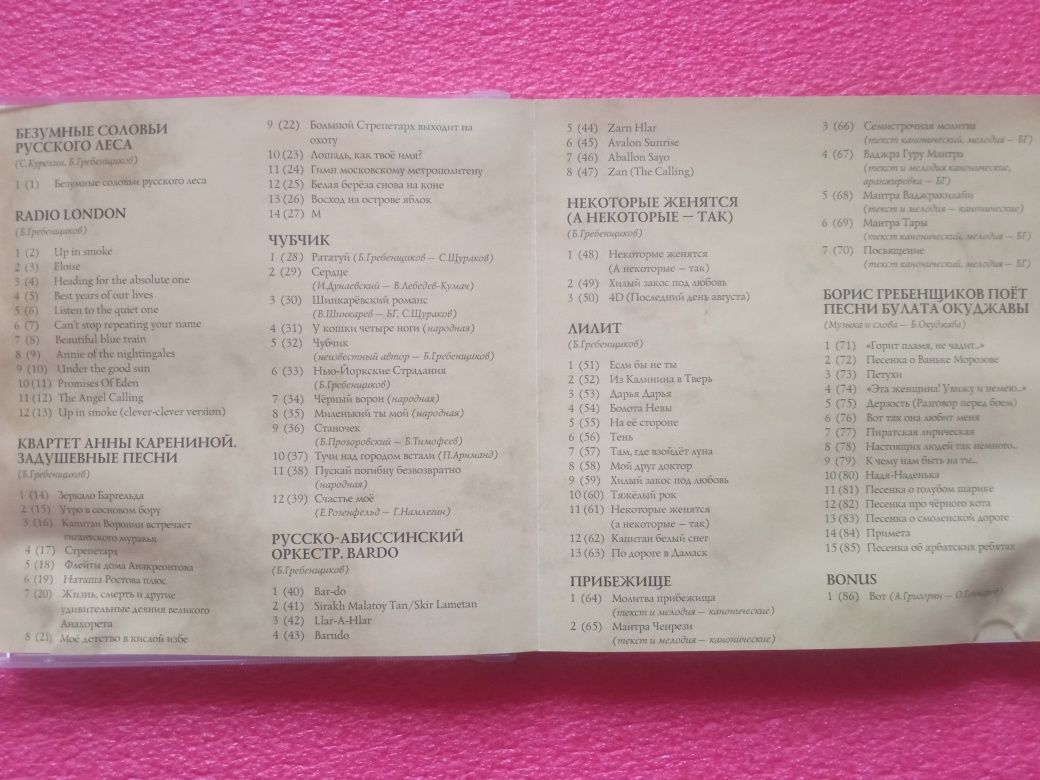 БЕЗУМНЫЕ СОЛОВЬИ
РУССКОГО ЛЕСА
(С.Курехин, Б.Гребенщиков)
1 (1) Безумные соловьи русского леса
RADIO LONDON
(Б.Гребенщиков)
1 (2) Up in smoke
2 (3) Eloise
3 (4) Heading for the absolute one
4 (5) Best years of our lives
5 (6) Listen to the quiet one
6 (7) Can't stop repeating your name
7 (8) Beautiful blue train
8 (9) Annie of the nightingales
9 (10) Under the good sun
10 (11) Promises Of Eden
11 (12) The Angel Calling
12 (13) Up in smoke (clever-clever version)
КВАРТЕТ АННЫ КАРЕНИНОЙ.
ЗАДУШЕВНЫЕ ПЕСНИ
(Б.Гребенщиков)
1 (14) Зеркало Баргельда
2 (15) Утро в сосновом бору
3 (16) Капитан Воронин встречает
гигантского муравья
4 (17) Стрепетарх
5 (18) Флейты дома Анакреонтова
6 (19) Наташа Ростова плюс
7 (20) Жизнь, смерть и другие
удивительные деяния великого
Анахорета
8 (21) Моё детство в кислой избе
9 (22) Большой Стрепетарх выходит на
охоту
10 (23) Лошадь, как твоё имя?
11 (24) Гимн московскому метрополитену
12 (25) Белая берёза снова на коне
13 (26) Восход на острове яблок
14 (27) М
ЧУБЧИК
1 (28) Рататуй (Б.Гребенщиков — С.Щураков)
2 (29) Сердце
(И.Дунаевский — В.Лебедев-Кумач)
3 (30) Шинкарёвский романс
(В.Шинкарев — БГ, С.Щураков)
4 (31) У кошки четыре ноги (народная)
5 (32) Чубчик
(неизвестный автор — Б.Гребенщиков)
6 (33) Нью-Йоркские Страдания
(Б.Гребенщиков)
7 (34) Чёрный ворон (народная)
8 (35) Миленький ты мой (народная)
9 (36) Станочек
(Б.Прозоровский — Б.Тимофеев)
10 (37) Тучи над городом встали (П.Арманд)
11 (38) Пускай погибну безвозвратно
(народная)
12 (39) Счастье моё
(Е.Розенфельд — Г.Намлегин)
РУССКО-АБИССИНСКИЙ
ОРКЕСТР. BARDO
(Б.Гребенщиков)
1 (40) Bar-do
2 (41) Sirakh Malatoy Tan/Skir Lametan
3 (42) Llar-A-Hlar
4 (43) Barndo
5 (44) Zarn Hlar
6 (45) Avalon Sunrise
7 (46) Aballon Sayo
8 (47) Zan (The Calling)
НЕКОТОРЫЕ ЖЕНЯТСЯ
(А НЕКОТОРЫЕ — ТАК)
(Б.Гребенщиков)
1 (48) Некоторые женятся
(А некоторые — так)
2 (49) Хилый закос под любовь
3 (50) 4D (Последний день августа)
ЛИЛИТ
(Б.Гребенщиков)
1 (51) Если бы не ты
2 (52) Из Калинина в Тверь
3 (53) Дарья Дарья
4 (54) Болота Невы
5 (55) На её стороне
6 (56) Тень
7 (57) Там, где взойдёт луна
8 (58) Мой друг доктор
9 (59) Хилый закос под любовь
10 (60) Тяжёлый рок
11 (61) Некоторые женятся
(а некоторые — так)
12 (62) Капитан белый снег
13 (63) По дороге в Дамаск
ПРИБЕЖИЩЕ
1 (64) Молитва прибежища
(текст и мелодия — канонические)
2 (65) Мантра Ченрези
(текст и мелодия — канонические)
3 (66) Семистрочная молитва
(текст канонический, мелодия — БГ)
4 (67) Ваджра Гуру Мантра
(текст и мелодия канонические,
аранжировка — БГ)
5 (68) Мантра Ваджракилайи
(текст и мелодия — канонические)
6 (69) Мантра Тары
(текст канонический, мелодия — БГ)
7 (70) Посвящение
(текст канонический, мелодия — БГ)
БОРИС ГРЕБЕНЩИКОВ ПОЁТ
ПЕСНИ БУЛАТА ОКУДЖАВЫ
(Музыка и слова — Б.Окуджава)
1 (71) «Горит пламя, не чадит...»
2 (72) Песенка о Ваньке Морозове
3 (73) Петухи
4 (74) «Эта женщина! Увижу и немею...»
5 (75) Дерзость (Разговор перед боем)
6 (76) Вот так она любит меня
7 (77) Пиратская лирическая
8 (78) Настоящих людей так немного...
9 (79) К чему нам быть на ты...
10 (80) Надя-Наденька
11 (81) Песенка о голубом шарике
12 (82) Песенка про чёрного кота
13 (83) Песенка о смоленской дороге
14 (84) Примета
15 (85) Песенка об арбатских ребятах
BONUS
1 (86) Вот (А.Григорян —